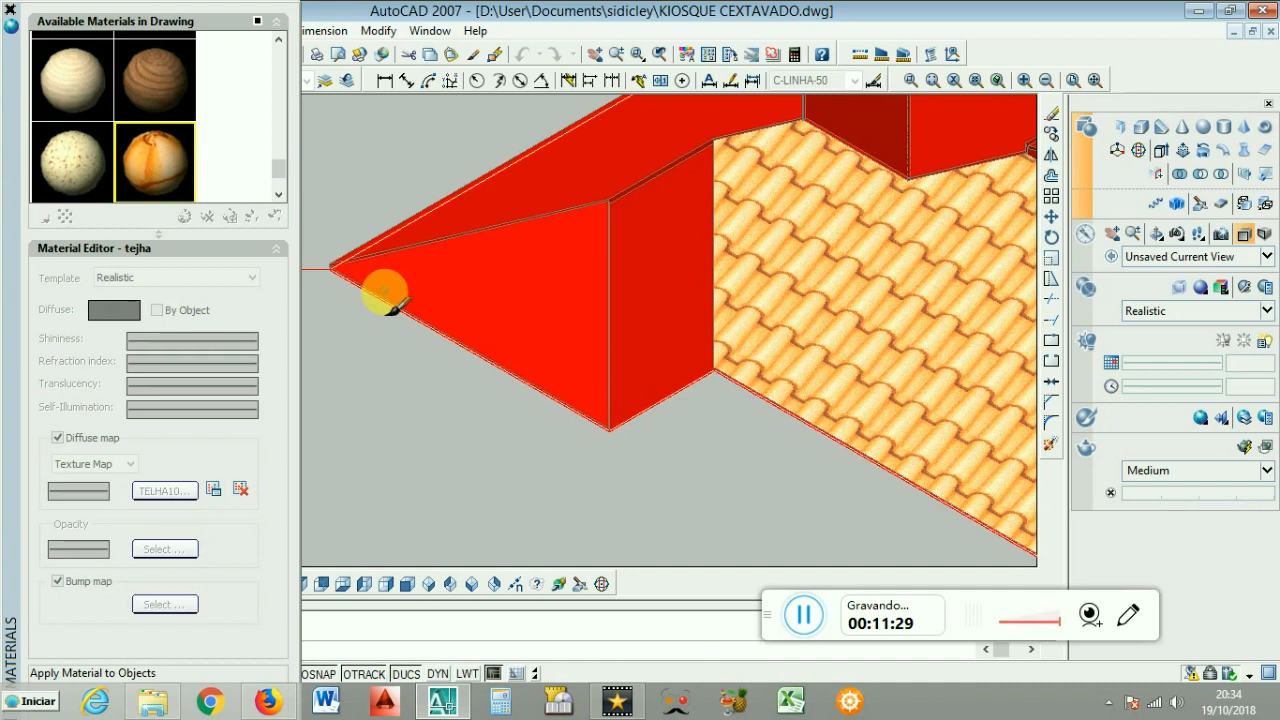 AutoCAD 2007 - [D:\User\Documents\sidicley\KIOSQUE CEXTAVADO.dwg]
Available Materials in Drawing
imension Modify Window Help
C-LINHA-50
Material Editor - tejha
Template Realistic
Diffuse: By Object
Shininess:
Refraction index:
Translucency:
Self-Illumination:
Diffuse map
Texture Map
TELHA10...
Opacity
Select ...
Bump map
Select ...
Unsaved Current View
Realistic
Medium
Gravando...
00:11:29
MATERIALS
Apply Material to Objects
OSNAP OTRACK DUCS DYN LWT
Iniciar
20:34
19/10/2018